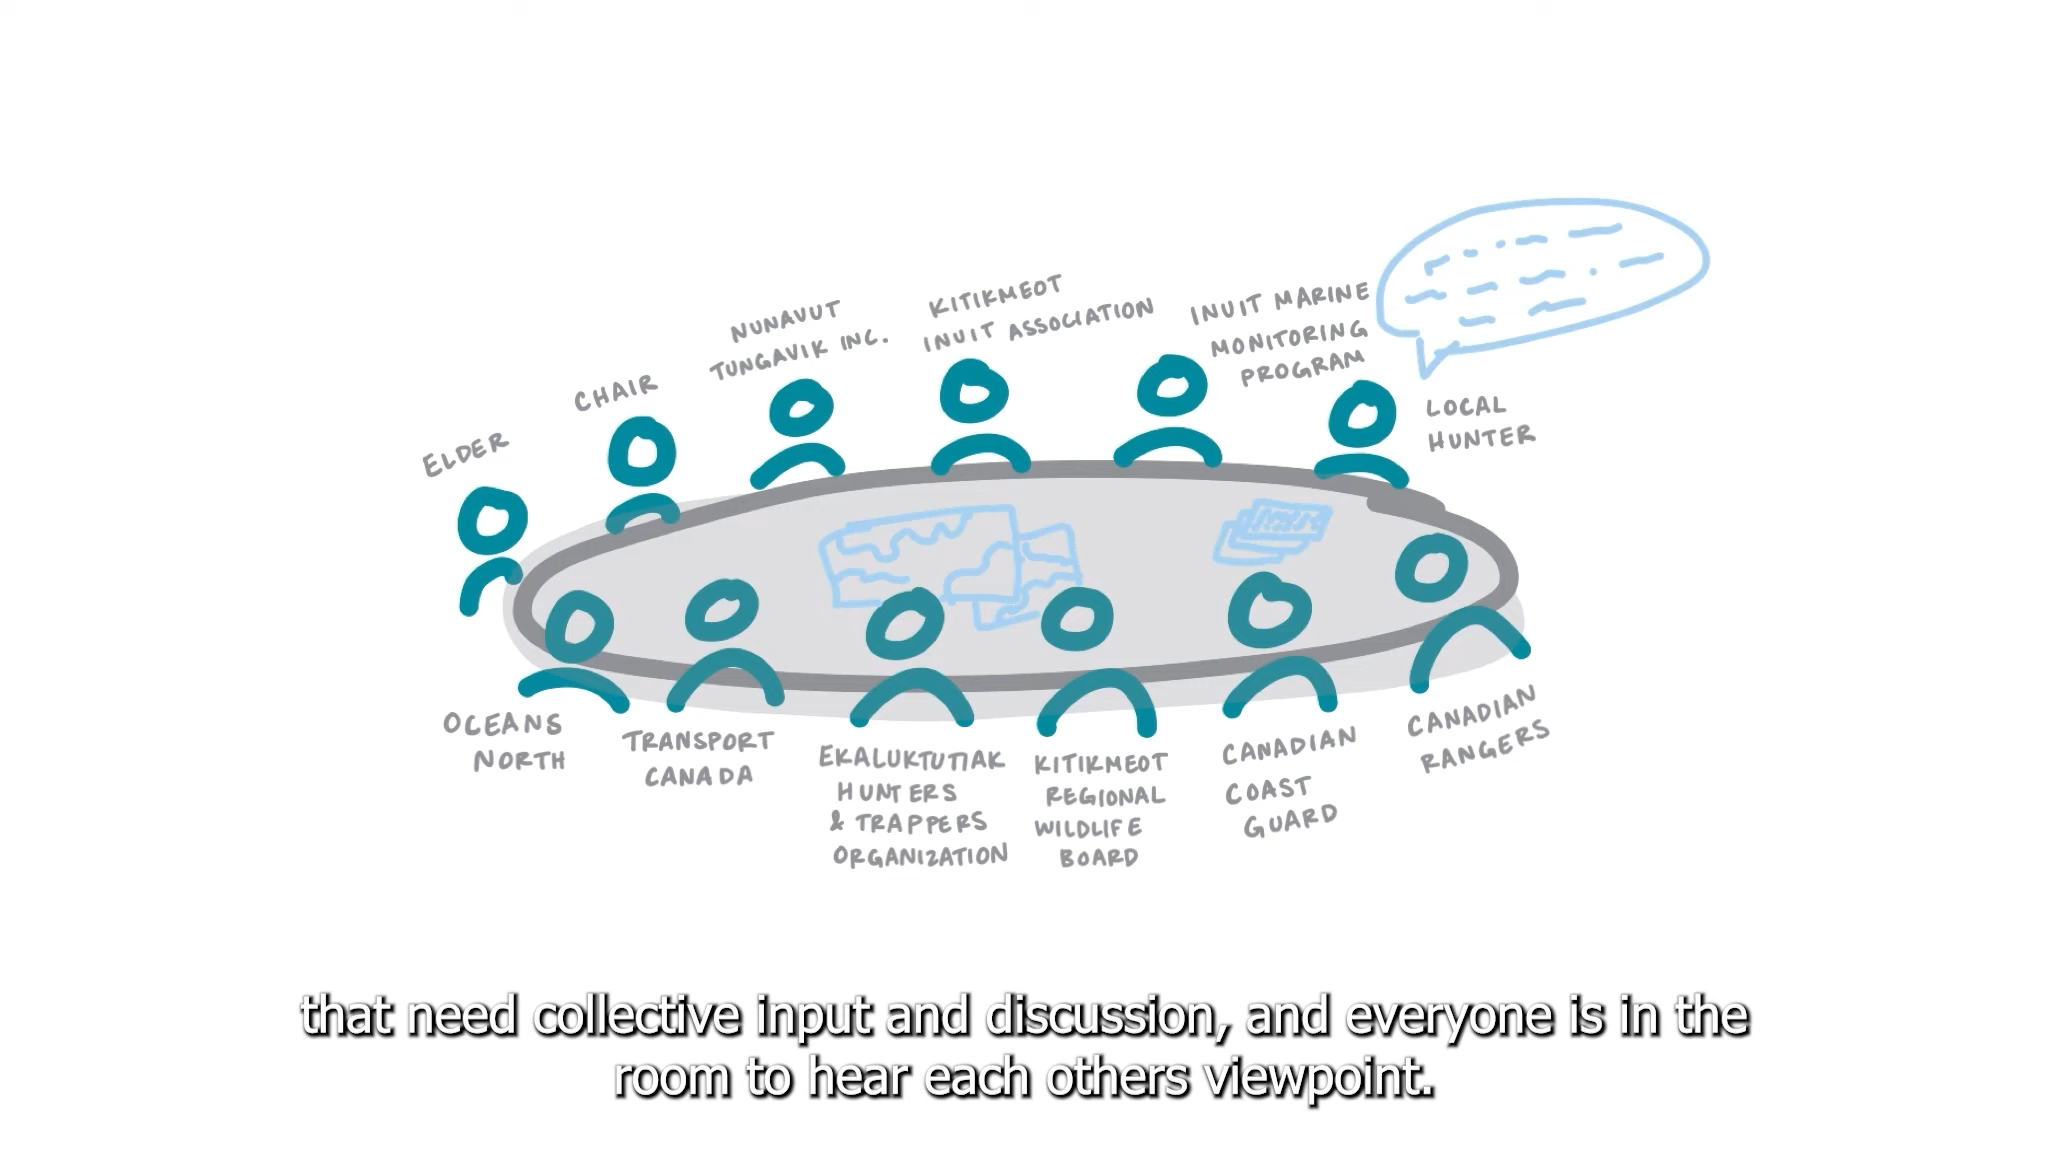 ELDER
CHAIR
NUNAVUT
TUNGAVIK INC.
KITIKMEOT
INUIT ASSOCIATION
INUIT MARINE
MONITORING
PROGRAM
LOCAL
HUNTER
OCEANS
NORTH
TRANSPORT
CANADA
EKALUKTUTIAK
HUNTERS
& TRAPPERS
ORGANIZATION
KITIKMEOT
REGIONAL
WILDLIFE
BOARD
CANADIAN
COAST
GUARD
CANADIAN
RANGERS
that need collective input and discussion, and everyone is in the
room to hear each others viewpoint.